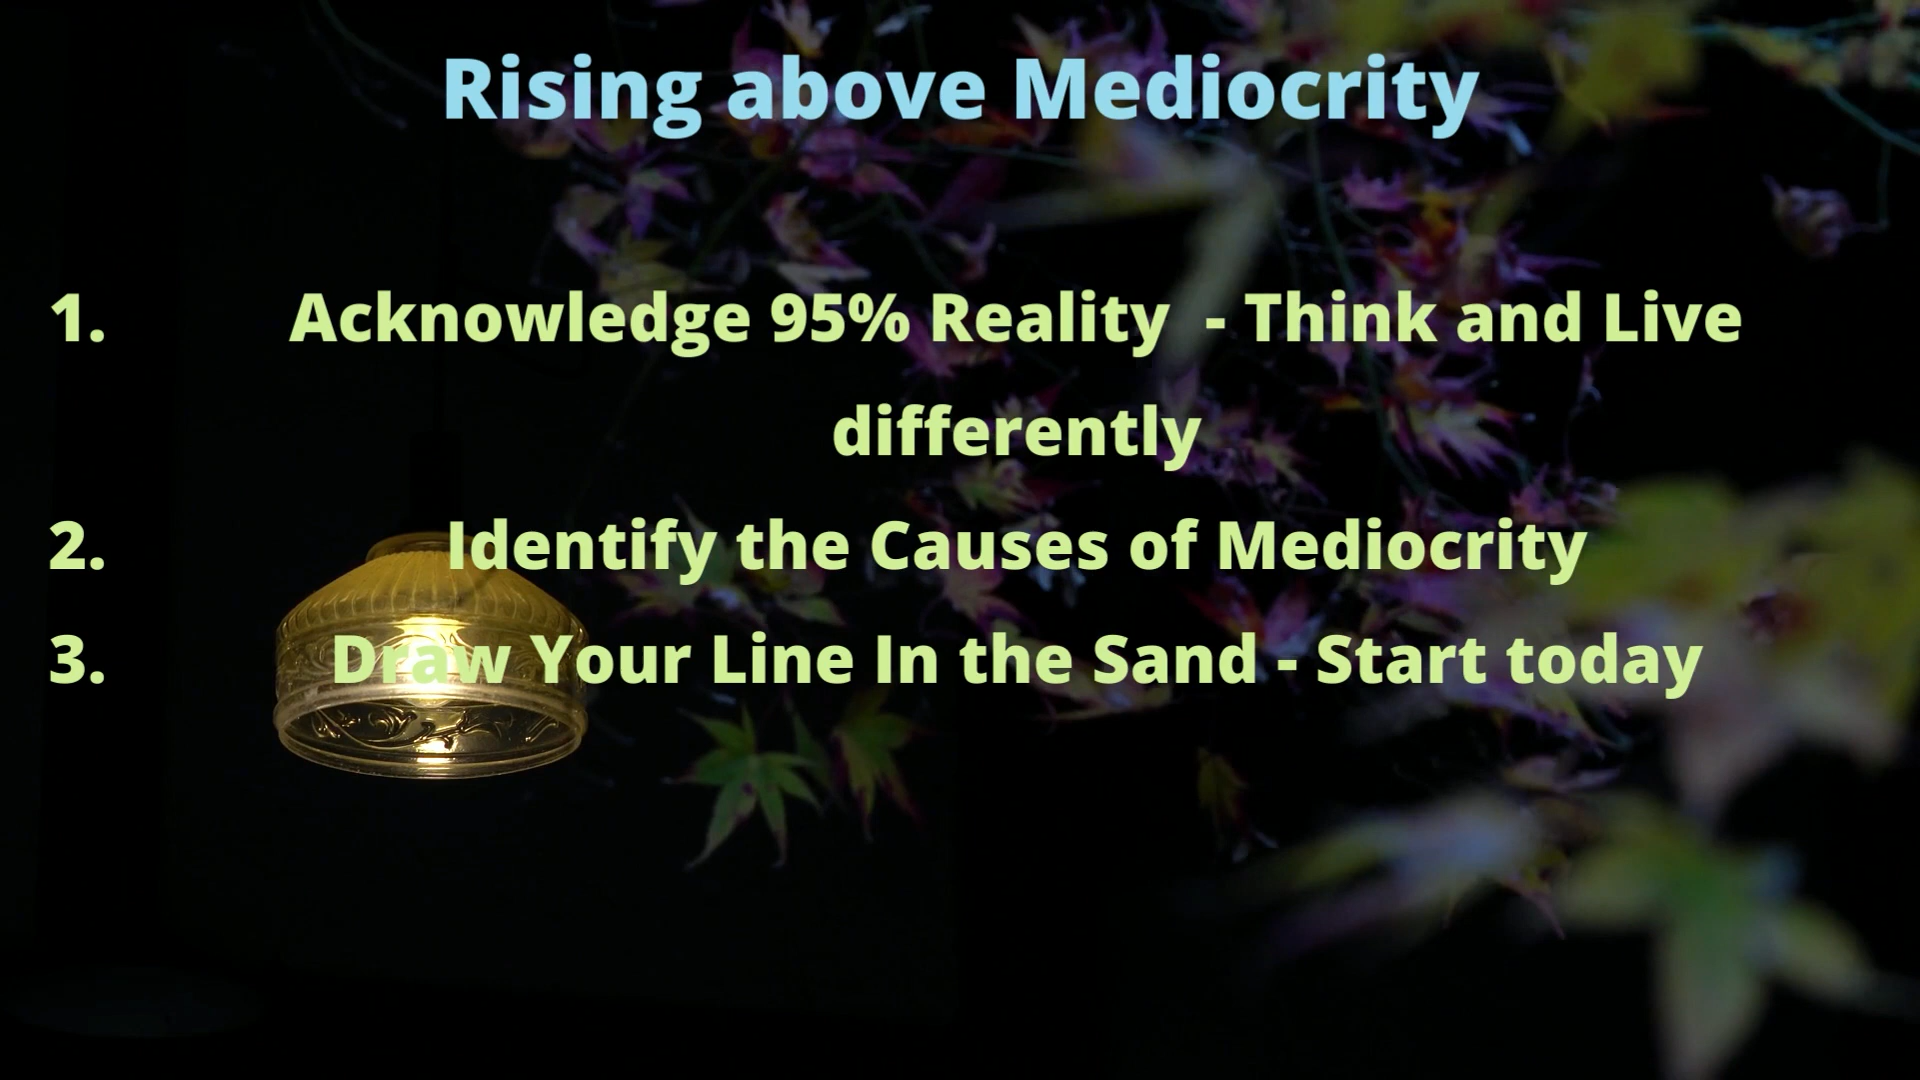 Rising above Mediocrity
1. Acknowledge 95% Reality  - Think and Live
differently
2. Identify the Causes of Mediocrity
3. Draw Your Line In the Sand - Start today